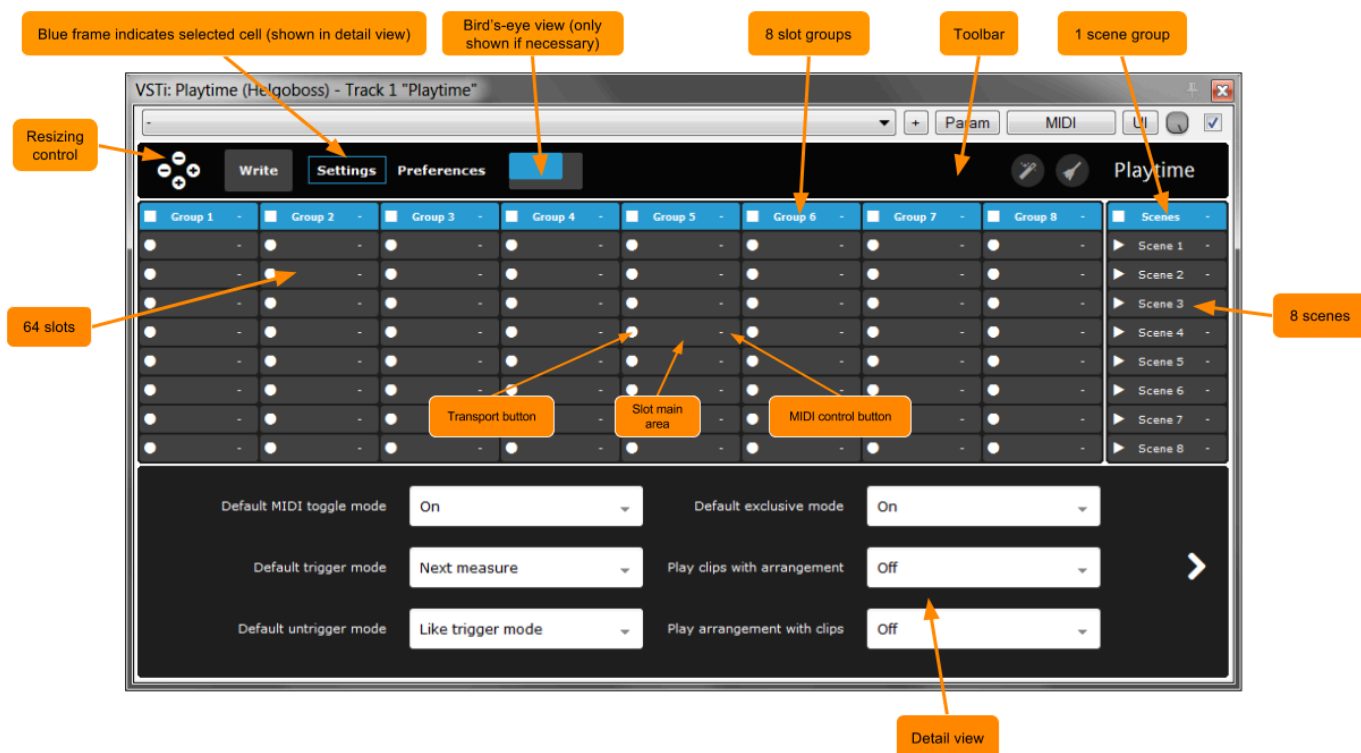 Blue frame indicates selected cell (shown in detail view)
Bird's-eye view (only
shown if necessary)
8 slot groups
Toolbar
1 scene group
VSTi: Playtime (Helgoboss) - Track 1 "Playtime"
Resizing
control
-
+
Param
MIDI
UI
Write
Settings
Preferences
Playtime
Group 1 -
Group 2 -
Group 3 -
Group 4 -
Group 5 -
Group 6 -
Group 7 -
Group 8 -
Scenes -
- - - - - - - - Scene 1 -
- - - - - - - - Scene 2 -
- - - - - - - - Scene 3 -
- - - - - - - - Scene 4 -
- - - - - - - - Scene 5 -
- - - - - - - - Scene 6 -
- - - - - - - - Scene 7 -
- - - - - - - - Scene 8 -
64 slots
8 scenes
Transport button
Slot main
area
MIDI control button
Default MIDI toggle mode On
Default exclusive mode On
Default trigger mode Next measure
Play clips with arrangement Off
Default untrigger mode Like trigger mode
Play arrangement with clips Off
Detail view